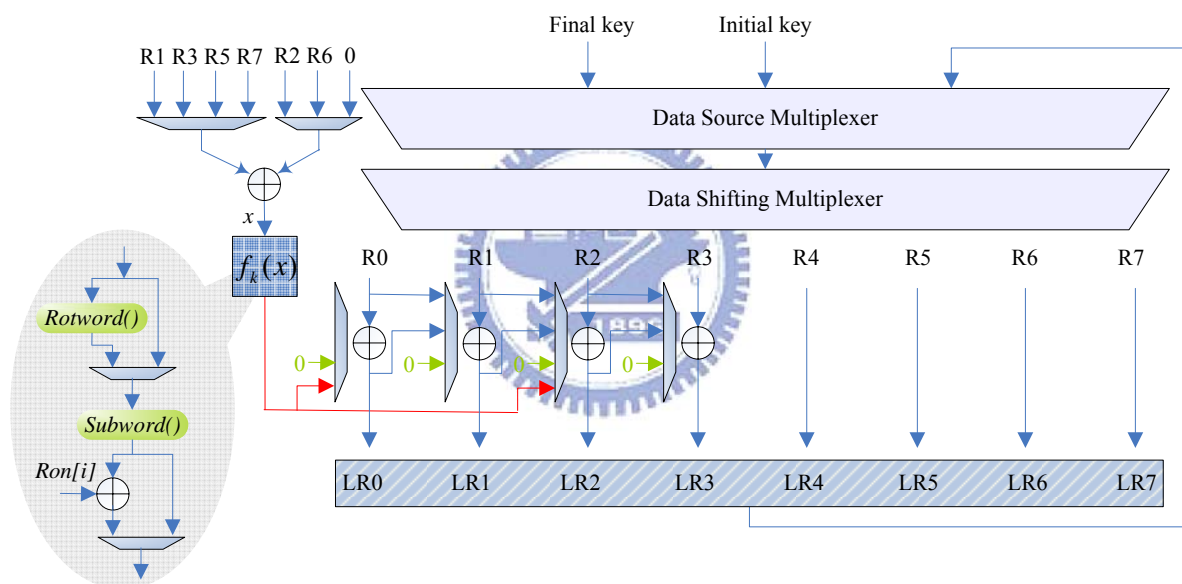 Final key Initial key
R1 R3 R5 R7 R2 R6 0
Data Source Multiplexer
Data Shifting Multiplexer
x
f_k(x)
R0 R1 R2 R3 R4 R5 R6 R7
Rotword()
1896
0 0 0 0
Subword()
Ron[i]
LR0 LR1 LR2 LR3 LR4 LR5 LR6 LR7